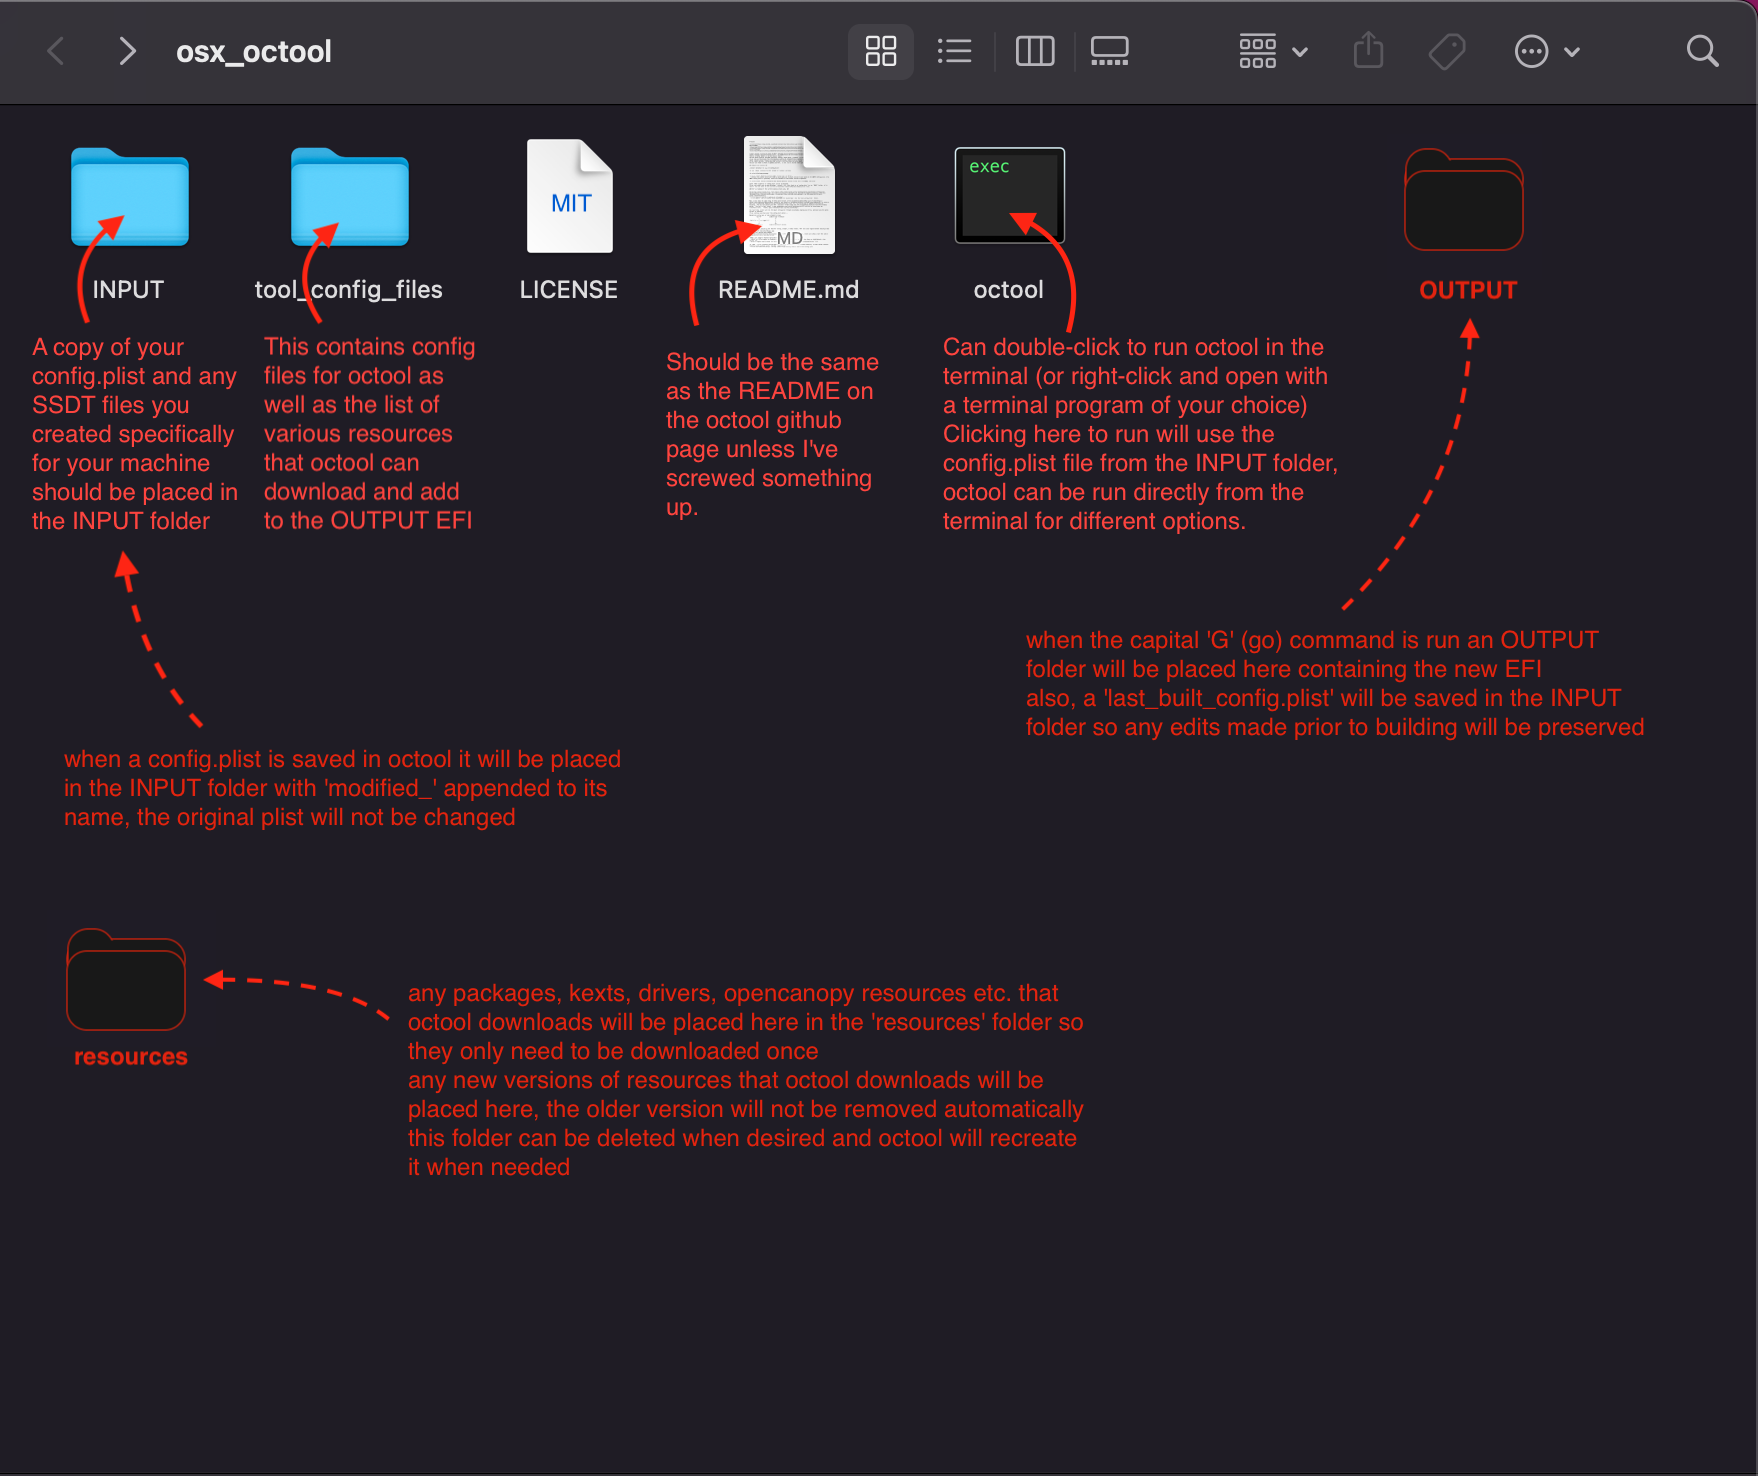 osx_octool
exec
MIT
MD
INPUT
tool_config_files
LICENSE
README.md
octool
OUTPUT
A copy of your
config.plist and any
SSDT files you
created specifically
for your machine
should be placed in
the INPUT folder
This contains config
files for octool as
well as the list of
various resources
that octool can
download and add
to the OUTPUT EFI
Should be the same
as the README on
the octool github
page unless I've
screwed something
up.
Can double-click to run octool in the
terminal (or right-click and open with
a terminal program of your choice)
Clicking here to run will use the
config.plist file from the INPUT folder,
octool can be run directly from the
terminal for different options.
when the capital 'G' (go) command is run an OUTPUT
folder will be placed here containing the new EFI
also, a 'last_built_config.plist' will be saved in the INPUT
folder so any edits made prior to building will be preserved
when a config.plist is saved in octool it will be placed
in the INPUT folder with 'modified_' appended to its
name, the original plist will not be changed
resources
any packages, kexts, drivers, opencanopy resources etc. that
octool downloads will be placed here in the 'resources' folder so
they only need to be downloaded once
any new versions of resources that octool downloads will be
placed here, the older version will not be removed automatically
this folder can be deleted when desired and octool will recreate
it when needed